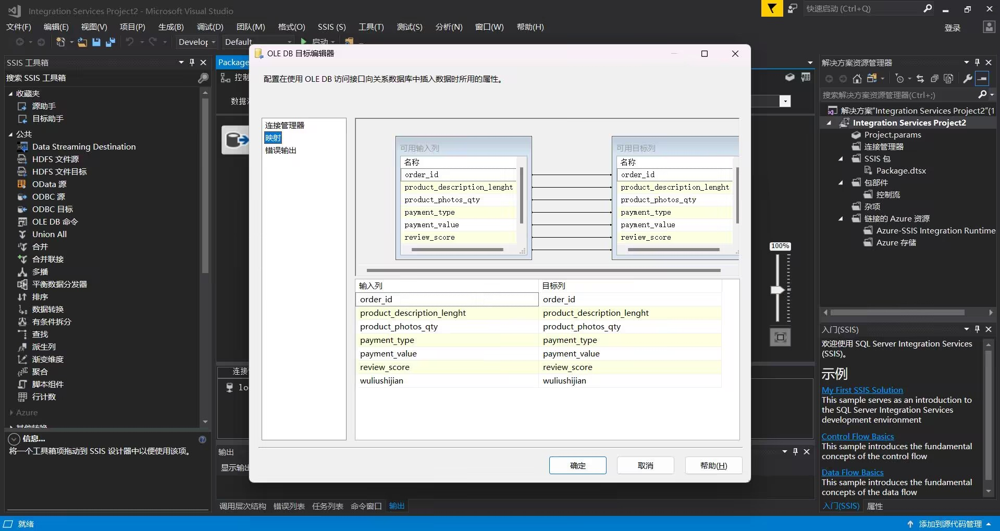 Integration Services Project2 - Microsoft Visual Studio
快速启动 (Ctrl+Q)
文件(F) 编辑(E) 视图(V) 项目(P) 生成(B) 调试(D) 团队(M) 格式(O) SSIS (S) 工具(T) 测试(S) 分析(N) 窗口(W) 帮助(H)
登录
Develop Default 启动
SSIS 工具箱
搜索 SSIS 工具箱
收藏夹
源助手
目标助手
公共
Data Streaming Destination
HDFS 文件源
HDFS 文件目标
OData 源
ODBC 源
ODBC 目标
OLE DB 命令
Union All
合并
合并联接
多播
平衡数据分发器
排序
数据转换
有条件拆分
查找
派生列
渐变维度
聚合
脚本组件
行计数
Azure
其他转换
信息...
将一个工具箱项拖动到 SSIS 设计器中以便使用该项。
Package
控制
数据
连接
lo
输出
显示输出
调用层次结构 错误列表 任务列表 命令窗口 输出
OLE DB 目标编辑器
配置在使用 OLE DB 访问接口向关系数据库中插入数据时所用的属性。
连接管理器
映射
错误输出
可用输入列
名称
order_id
product_description_lenght
product_photos_qty
payment_type
payment_value
review_score
可用目标列
名称
order_id
product_description_lenght
product_photos_qty
payment_type
payment_value
review_score
输入列 目标列
order_id order_id
product_description_lenght product_description_lenght
product_photos_qty product_photos_qty
payment_type payment_type
payment_value payment_value
review_score review_score
wuliushijian wuliushijian
确定 取消 帮助(H)
100%
解决方案资源管理器
搜索解决方案资源管理器(Ctrl+;)
解决方案“Integration Services Project2”(1
Integration Services Project2
Project.params
连接管理器
SSIS 包
Package.dtsx
包部件
控制流
杂项
链接的 Azure 资源
Azure-SSIS Integration Runtime
Azure 存储
入门(SSIS)
欢迎使用 SQL Server Integration Services
(SSIS)。
示例
My First SSIS Solution
This sample serves as an introduction to
the SQL Server Integration Services
development environment
Control Flow Basics
This sample introduces the fundamental
concepts of the control flow
Data Flow Basics
This sample introduces the fundamental
concepts of the data flow
入门(SSIS) 属性
就绪
添加到源代码管理